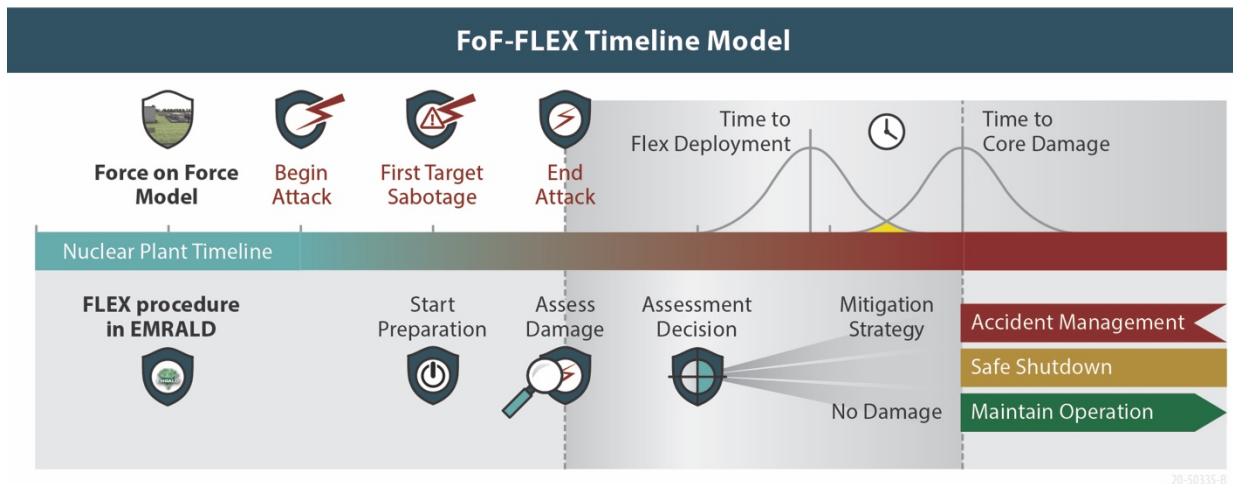 FoF-FLEX Timeline Model
Force on Force
Model
Begin
Attack
First Target
Sabotage
End
Attack
Time to
Flex Deployment
Time to
Core Damage
Nuclear Plant Timeline
FLEX procedure
in EMRALD
Start
Preparation
Assess
Damage
Assessment
Decision
Mitigation
Strategy
No Damage
Accident Management
Safe Shutdown
Maintain Operation
EMRALD
20-50335-B